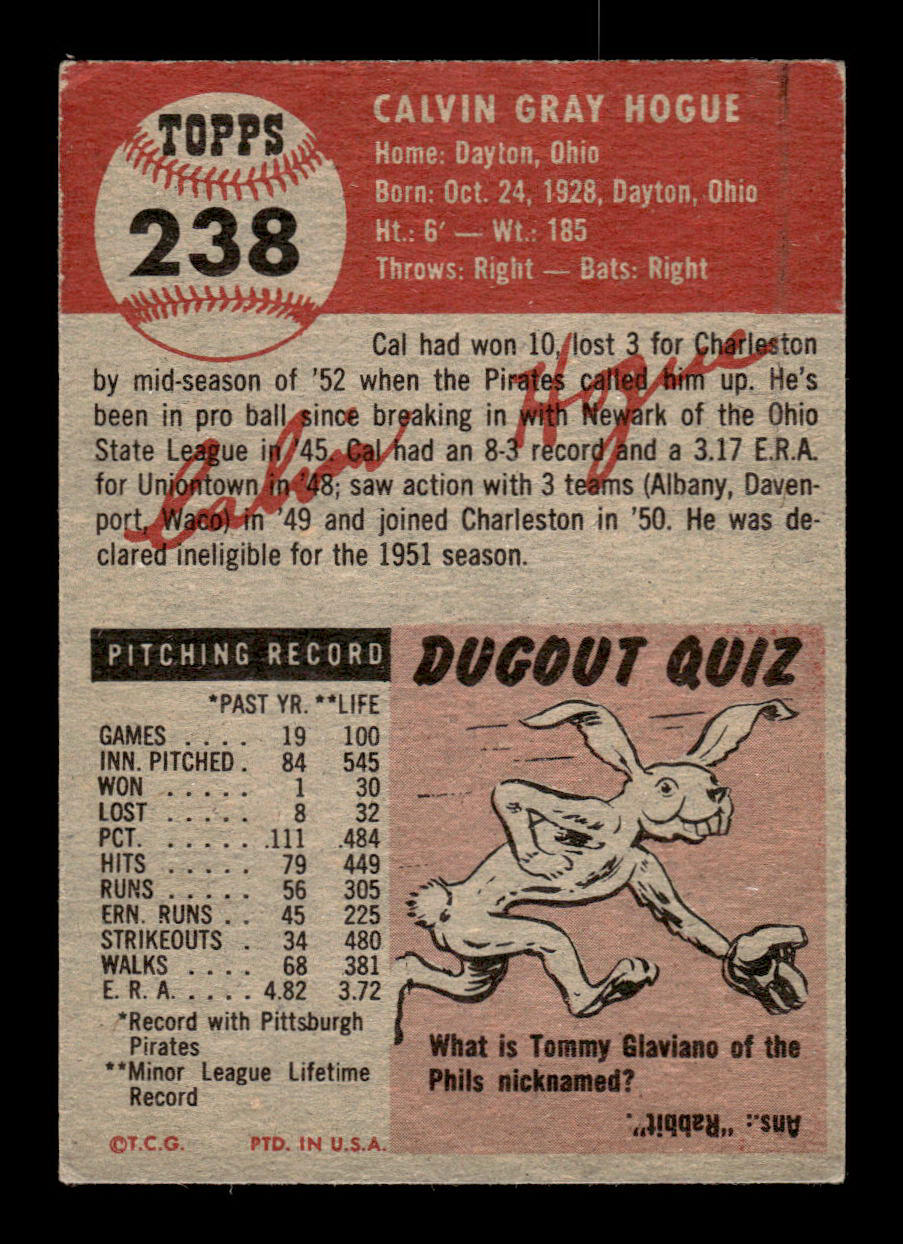 TOPPS
238
CALVIN GRAY HOGUE
Home: Dayton, Ohio
Born: Oct. 24, 1928, Dayton, Ohio
Ht.: 6′ — Wt.: 185
Throws: Right — Bats: Right
Cal had won 10, lost 3 for Charleston
by mid-season of '52 when the Pirates called him up. He's
been in pro ball since breaking in with Newark of the Ohio
State League in '45. Cal had an 8-3 record and a 3.17 E.R.A.
for Uniontown in '48; saw action with 3 teams (Albany, Daven-
port, Waco) in '49 and joined Charleston in '50. He was de-
clared ineligible for the 1951 season.
Calvin Hogue
PITCHING RECORD
*PAST YR. **LIFE
GAMES . . . . 19 100
INN. PITCHED . 84 545
WON . . . . . 1 30
LOST . . . . . 8 32
PCT. . . . . . .111 .484
HITS . . . . . 79 449
RUNS . . . . . 56 305
ERN. RUNS . . 45 225
STRIKEOUTS . 34 480
WALKS . . . . 68 381
E. R. A. . . . . 4.82 3.72
*Record with Pittsburgh
Pirates
**Minor League Lifetime
Record
©T.C.G. PTD. IN U.S.A.
DUGOUT QUIZ
What is Tommy Glaviano of the
Phils nicknamed?
Ans.: "Rabbit".